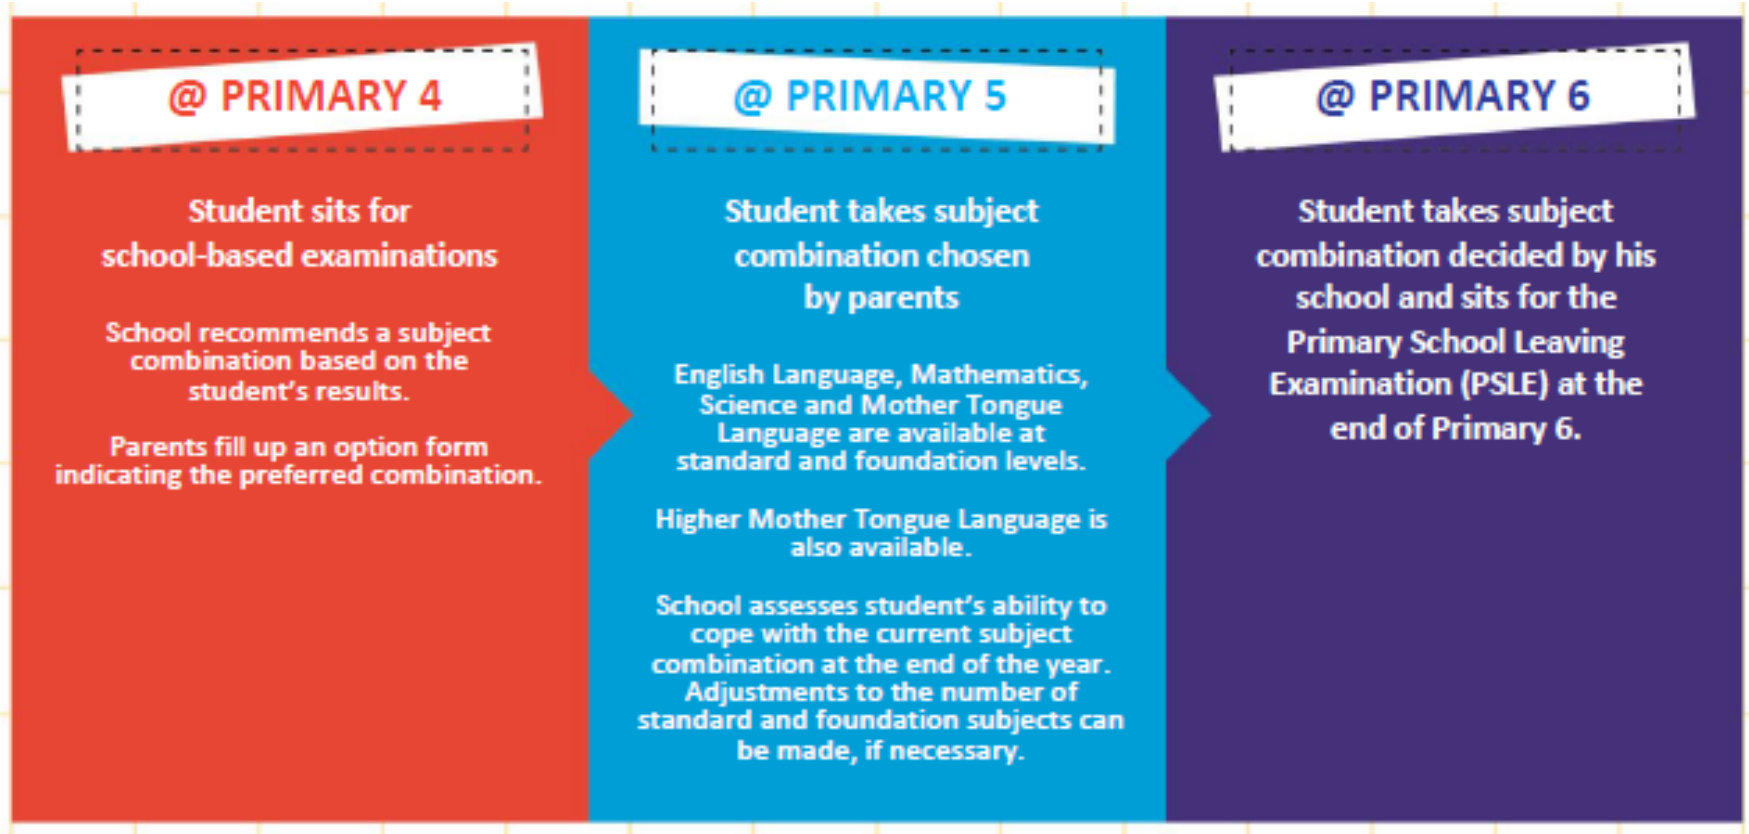 @ PRIMARY 4
Student sits for
school-based examinations
School recommends a subject
combination based on the
student's results.
Parents fill up an option form
indicating the preferred combination.
@ PRIMARY 5
Student takes subject
combination chosen
by parents
English Language, Mathematics,
Science and Mother Tongue
Language are available at
standard and foundation levels.
Higher Mother Tongue Language is
also available.
School assesses student's ability to
cope with the current subject
combination at the end of the year.
Adjustments to the number of
standard and foundation subjects can
be made, if necessary.
@ PRIMARY 6
Student takes subject
combination decided by his
school and sits for the
Primary School Leaving
Examination (PSLE) at the
end of Primary 6.